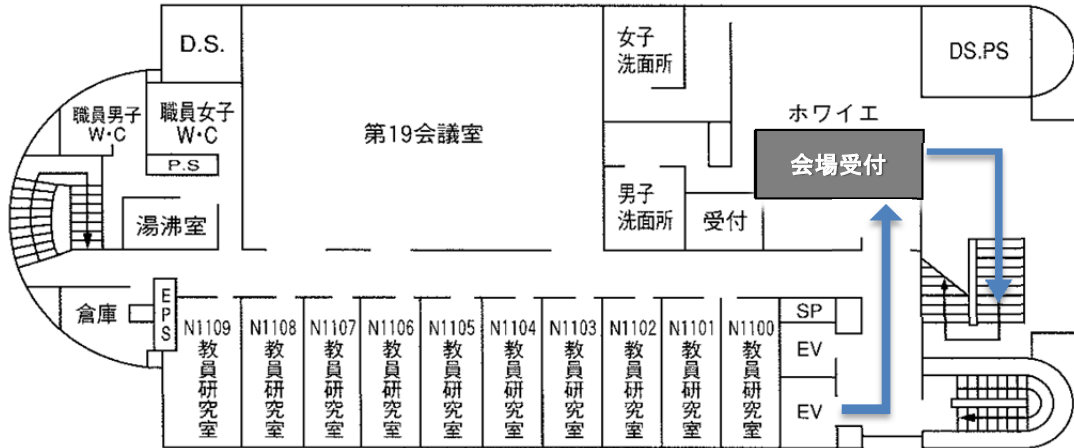 D.S.
女子
洗面所
DS.PS
職員男子
W・C
職員女子
W・C
ホワイエ
第19会議室
会場受付
P.S
男子
洗面所
湯沸室
受付
倉庫
EPS
SP
EV
EV
N1109
教員研究室
N1108
教員研究室
N1107
教員研究室
N1106
教員研究室
N1105
教員研究室
N1104
教員研究室
N1103
教員研究室
N1102
教員研究室
N1101
教員研究室
N1100
教員研究室